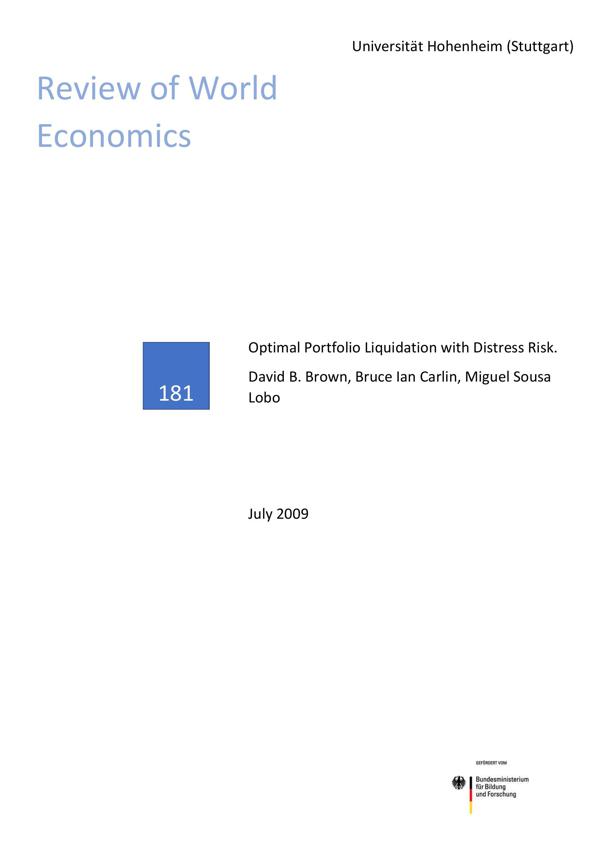 Universität Hohenheim (Stuttgart)
Review of World
Economics
181
Optimal Portfolio Liquidation with Distress Risk.
David B. Brown, Bruce Ian Carlin, Miguel Sousa
Lobo
July 2009
GEFÖRDERT VOM
Bundesministerium
für Bildung
und Forschung